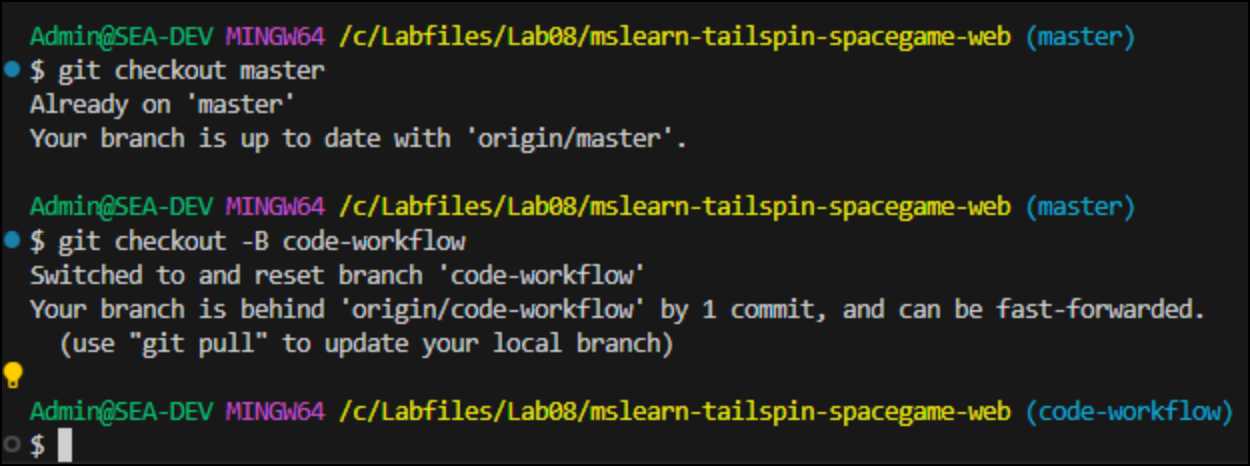 Admin@SEA-DEV MINGW64 /c/Labfiles/Lab08/mslearn-tailspin-spacegame-web (master)
$ git checkout master
Already on 'master'
Your branch is up to date with 'origin/master'.
Admin@SEA-DEV MINGW64 /c/Labfiles/Lab08/mslearn-tailspin-spacegame-web (master)
$ git checkout -B code-workflow
Switched to and reset branch 'code-workflow'
Your branch is behind 'origin/code-workflow' by 1 commit, and can be fast-forwarded.
(use "git pull" to update your local branch)
Admin@SEA-DEV MINGW64 /c/Labfiles/Lab08/mslearn-tailspin-spacegame-web (code-workflow)
$